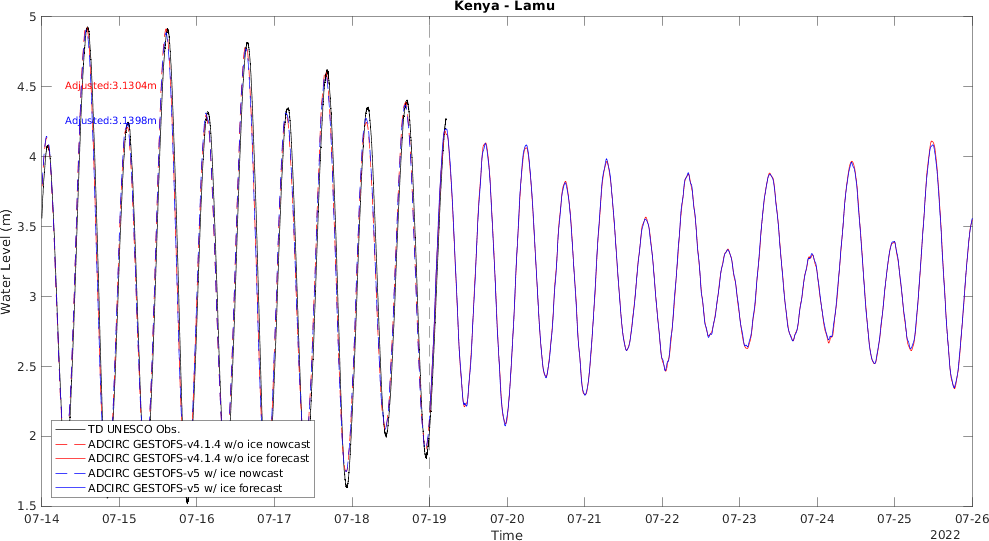 Kenya - Lamu
5
4.5
4
3.5
3
2.5
2
1.5
Water Level (m)
Adjusted:3.1304m
Adjusted:3.1398m
TD UNESCO Obs.
ADCIRC GESTOFS-v4.1.4 w/o ice nowcast
ADCIRC GESTOFS-v4.1.4 w/o ice forecast
ADCIRC GESTOFS-v5 w/ ice nowcast
ADCIRC GESTOFS-v5 w/ ice forecast
07-14 07-15 07-16 07-17 07-18 07-19 07-20 07-21 07-22 07-23 07-24 07-25 07-26
Time
2022